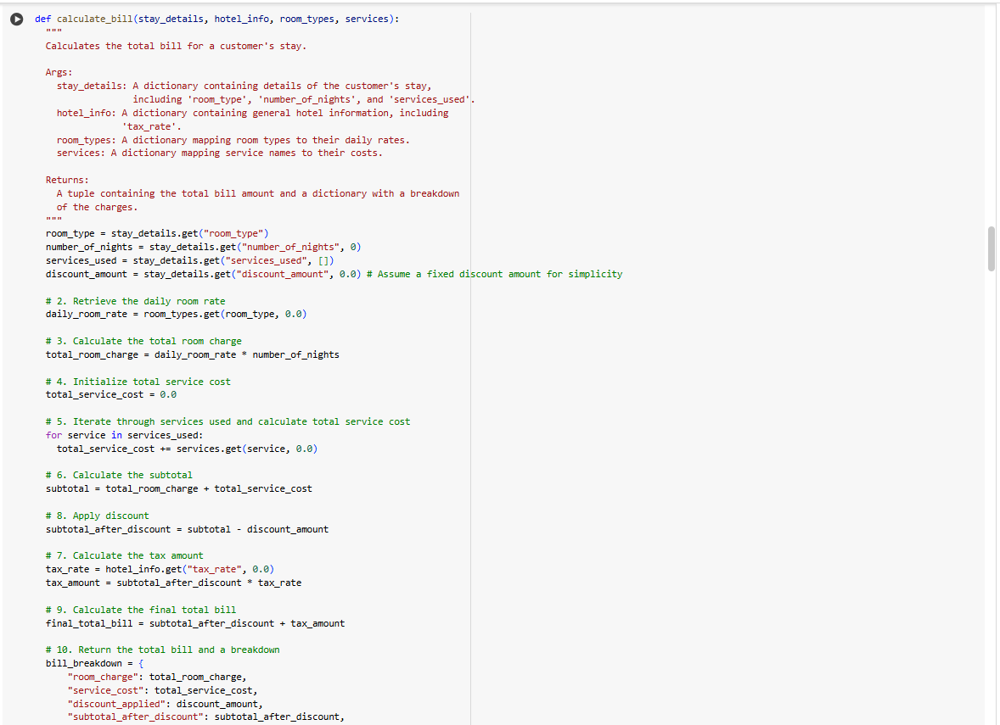 def calculate_bill(stay_details, hotel_info, room_types, services):
"""
Calculates the total bill for a customer's stay.
Args:
stay_details: A dictionary containing details of the customer's stay,
including 'room_type', 'number_of_nights', and 'services_used'.
hotel_info: A dictionary containing general hotel information, including
'tax_rate'.
room_types: A dictionary mapping room types to their daily rates.
services: A dictionary mapping service names to their costs.
Returns:
A tuple containing the total bill amount and a dictionary with a breakdown
of the charges.
"""
room_type = stay_details.get("room_type")
number_of_nights = stay_details.get("number_of_nights", 0)
services_used = stay_details.get("services_used", [])
discount_amount = stay_details.get("discount_amount", 0.0) # Assume a fixed discount amount for simplicity
# 2. Retrieve the daily room rate
daily_room_rate = room_types.get(room_type, 0.0)
# 3. Calculate the total room charge
total_room_charge = daily_room_rate * number_of_nights
# 4. Initialize total service cost
total_service_cost = 0.0
# 5. Iterate through services used and calculate total service cost
for service in services_used:
total_service_cost += services.get(service, 0.0)
# 6. Calculate the subtotal
subtotal = total_room_charge + total_service_cost
# 8. Apply discount
subtotal_after_discount = subtotal - discount_amount
# 7. Calculate the tax amount
tax_rate = hotel_info.get("tax_rate", 0.0)
tax_amount = subtotal_after_discount * tax_rate
# 9. Calculate the final total bill
final_total_bill = subtotal_after_discount + tax_amount
# 10. Return the total bill and a breakdown
bill_breakdown = {
"room_charge": total_room_charge,
"service_cost": total_service_cost,
"discount_applied": discount_amount,
"subtotal_after_discount": subtotal_after_discount,